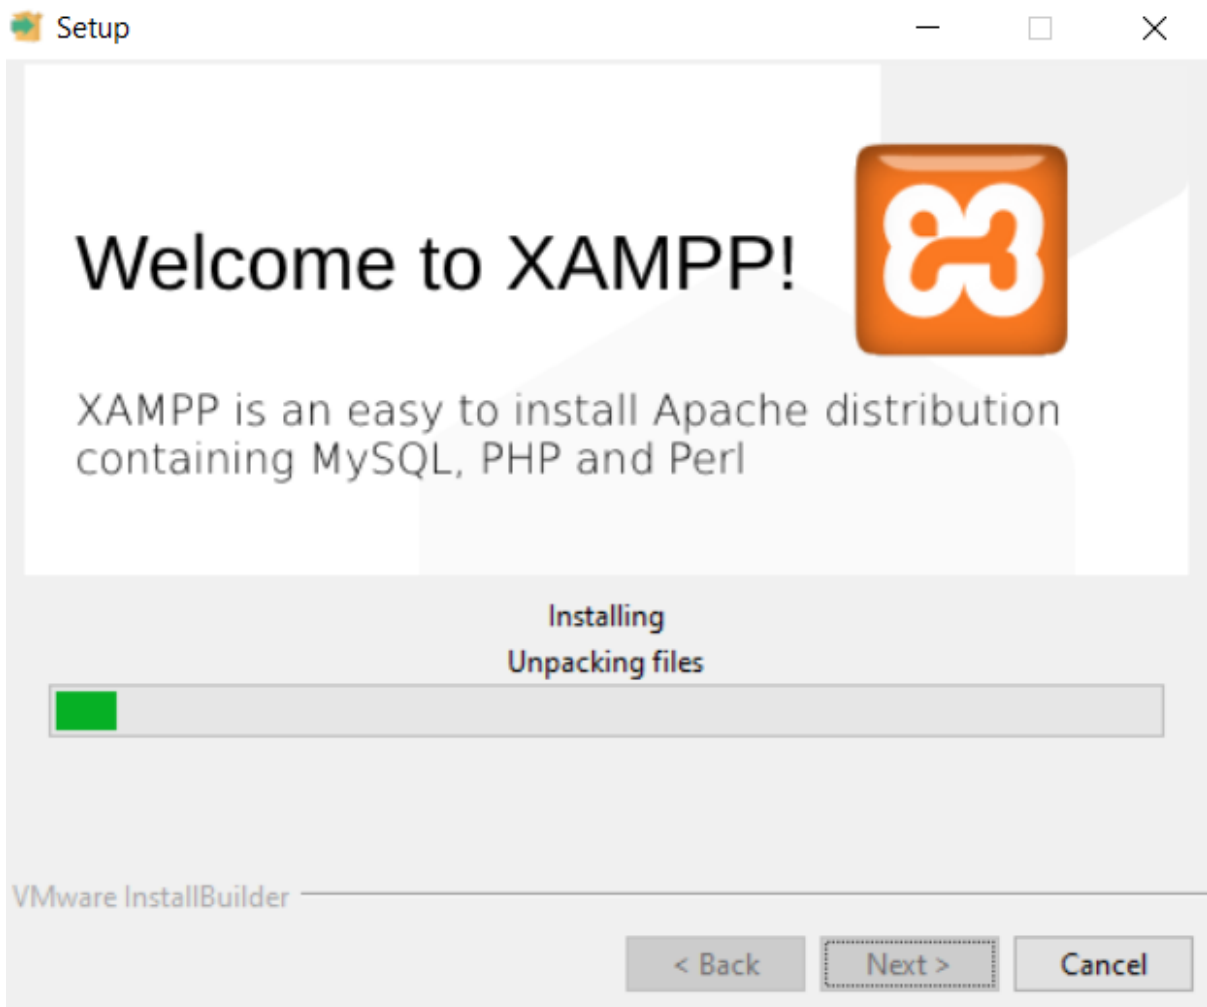 Setup
Welcome to XAMPP!
XAMPP is an easy to install Apache distribution
containing MySQL, PHP and Perl
Installing
Unpacking files
VMware InstallBuilder
< Back
Next >
Cancel